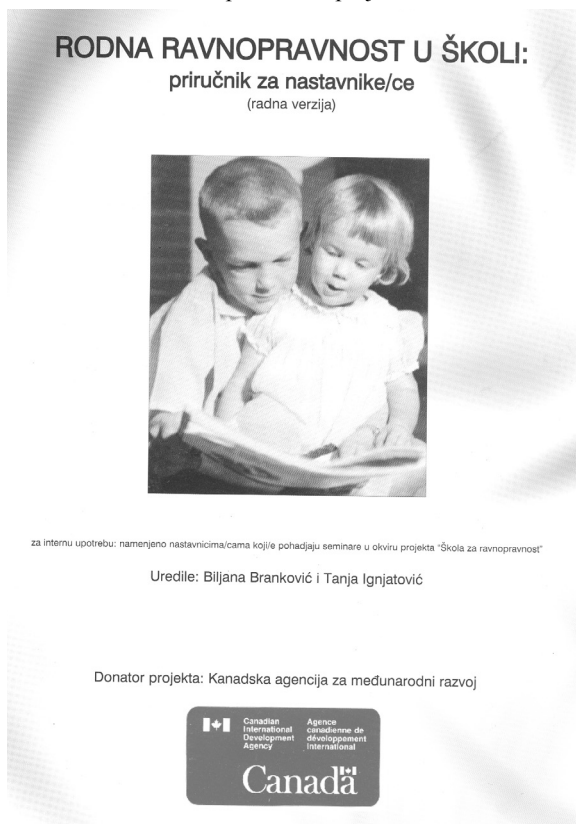 RODNA RAVNOPRAVNOST U ŠKOLI:
priručnik za nastavnike/ce
(radna verzija)
za internu upotrebu: namenjeno nastavnicima/cama koji/e pohadjaju seminare u okviru projekta "Škola za ravnopravnost"
Uredile: Biljana Branković i Tanja Ignjatović
Donator projekta: Kanadska agencija za međunarodni razvoj
Canadian
International
Development
Agency
Agence
canadienne de
développement
international
Canada